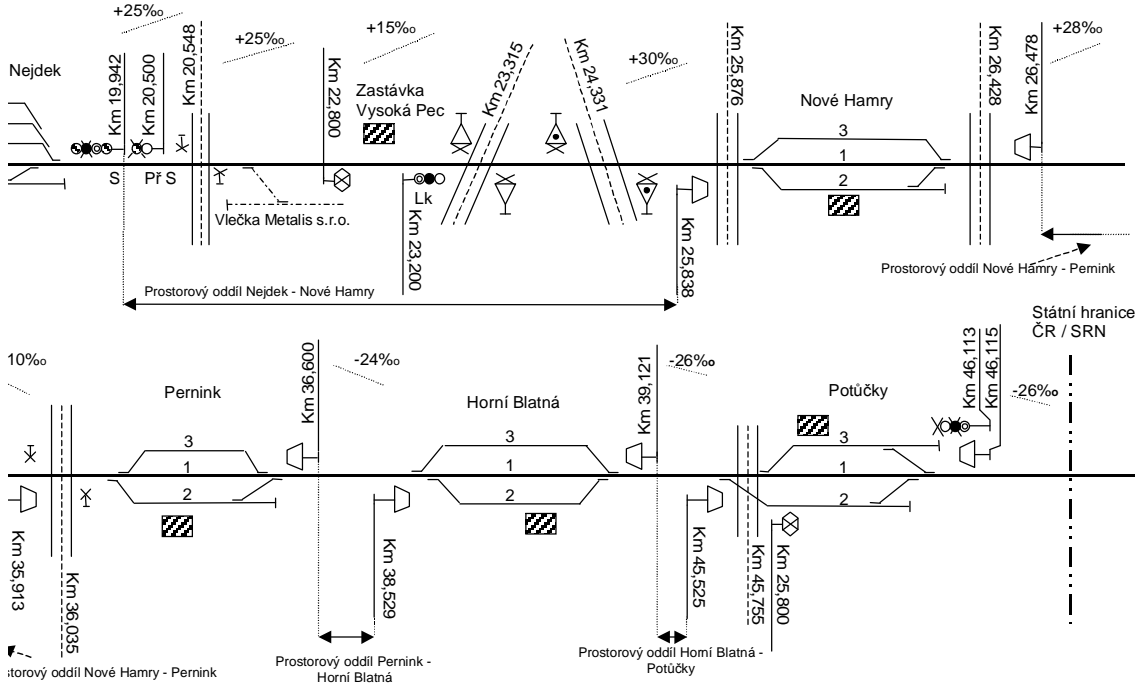 +25‰
+25‰
+15‰
+30‰
+28‰
Nejdek
Km 19,942
Km 20,500
Km 20,548
Km 22,800
Zastávka
Vysoká Pec
Km 23,315
Km 24,331
Km 25,876
Nové Hamry
Km 26,428
Km 26,478
3
1
2
S
Př S
Lk
Vlečka Metalis s.r.o.
Km 23,200
Km 25,838
Prostorový oddíl Nejdek - Nové Hamry
Prostorový oddíl Nové Hamry - Pernink
Státní hranice
ČR / SRN
10‰
-24‰
-26‰
-26‰
Pernink
Km 36,600
Horní Blatná
Km 39,121
Potůčky
Km 46,113
Km 46,115
3
1
2
3
1
2
3
1
2
Km 35,913
Km 36,035
Km 38,529
Km 45,525
Km 45,755
Km 25,800
storový oddíl Nové Hamry - Pernink
Prostorový oddíl Pernink -
Horní Blatná
Prostorový oddíl Horní Blatná -
Potůčky